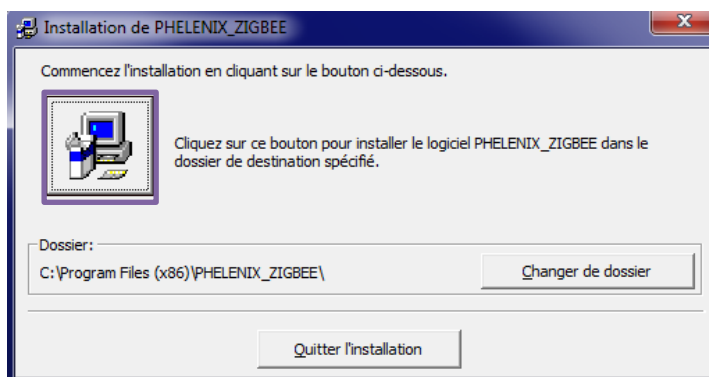 Installation de PHELENIX_ZIGBEE
Commencez l'installation en cliquant sur le bouton ci-dessous.
Cliquez sur ce bouton pour installer le logiciel PHELENIX_ZIGBEE dans le
dossier de destination spécifié.
Dossier:
C:\Program Files (x86)\PHELENIX_ZIGBEE\
Changer de dossier
Quitter l'installation